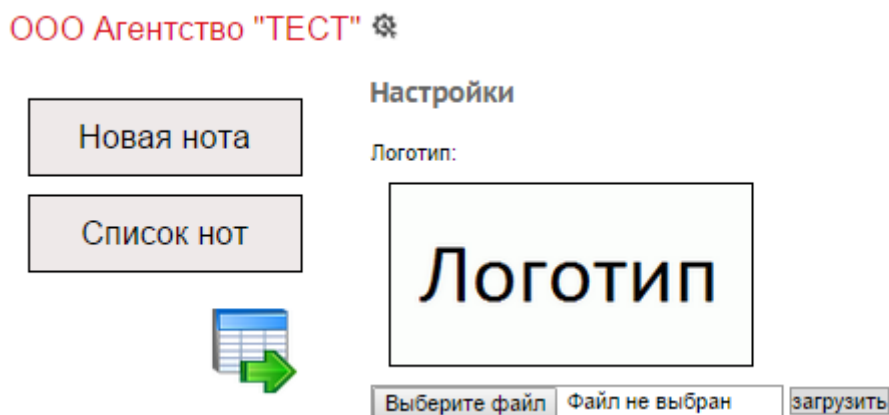 ООО Агентство "ТЕСТ"
Новая нота
Список нот
Настройки
Логотип:
Логотип
Выберите файл Файл не выбран загрузить